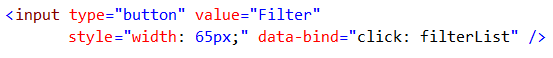 <input type="button" value="Filter"
style="width: 65px;" data-bind="click: filterList" />